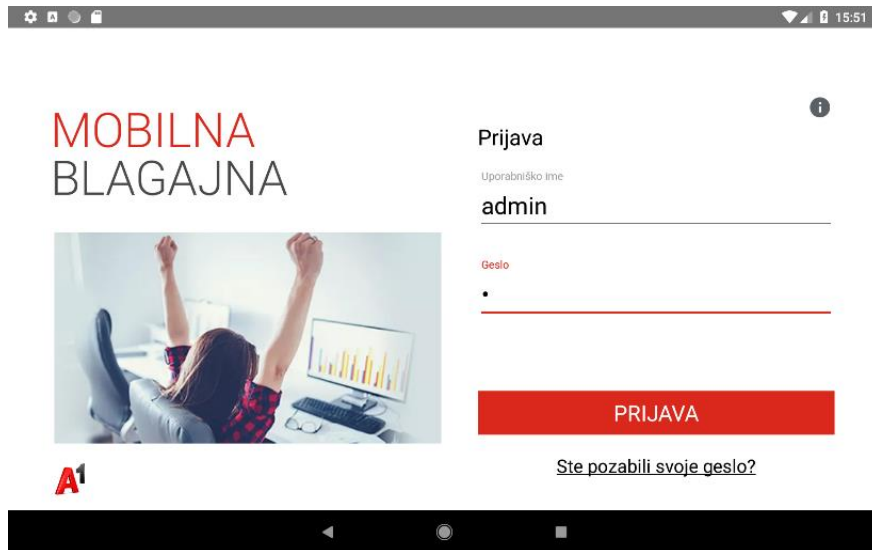 15:51
MOBILNA
BLAGAJNA
Prijava
Uporabniško ime
admin
Geslo
•
PRIJAVA
Ste pozabili svoje geslo?
A1